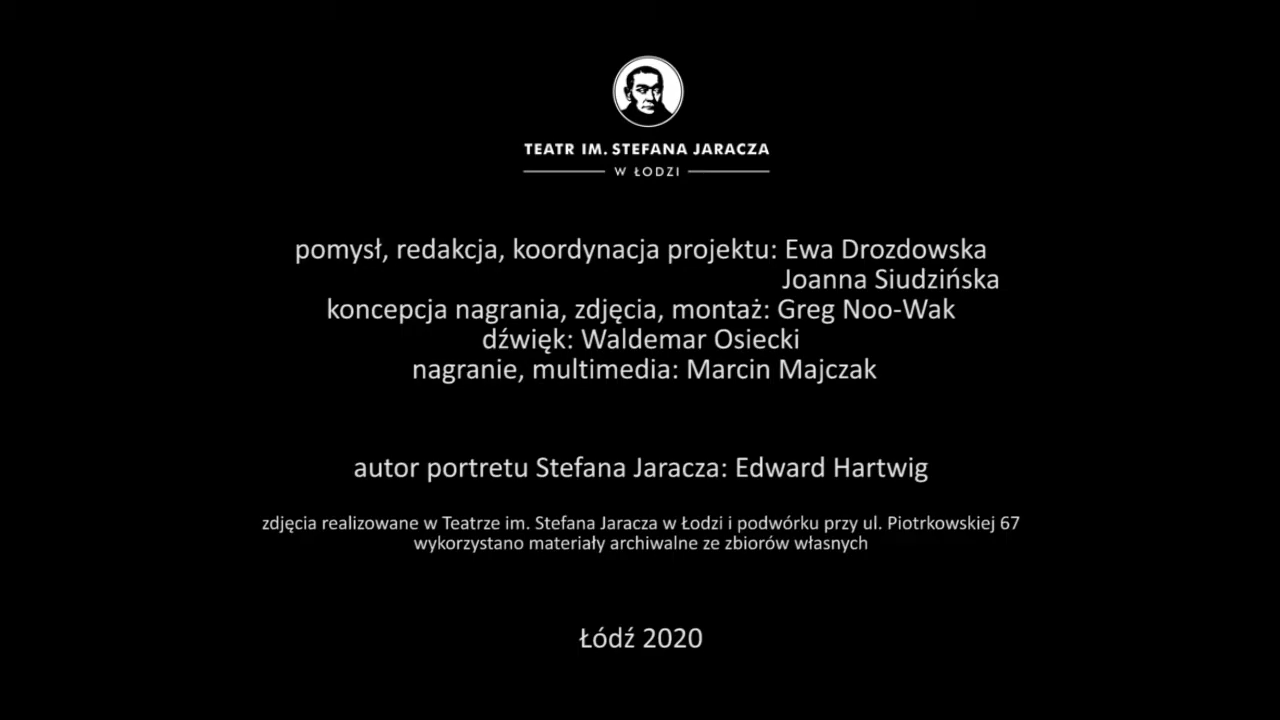 TEATR IM. STEFANA JARACZA
W ŁODZI
pomysł, redakcja, koordynacja projektu: Ewa Drozdowska
Joanna Siudzińska
koncepcja nagrania, zdjęcia, montaż: Greg Noo-Wak
dźwięk: Waldemar Osiecki
nagranie, multimedia: Marcin Majczak
autor portretu Stefana Jaracza: Edward Hartwig
zdjęcia realizowane w Teatrze im. Stefana Jaracza w Łodzi i podwórku przy ul. Piotrkowskiej 67
wykorzystano materiały archiwalne ze zbiorów własnych
Łódź 2020